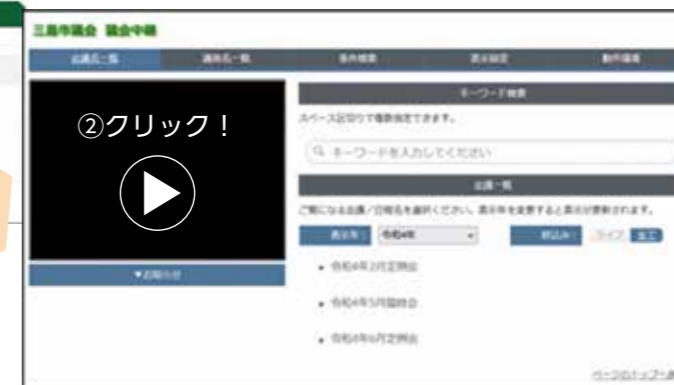 三島市議会 議会中継
会議名一覧
議員名一覧
条件検索
表示設定
動作環境
②クリック！
キーワード検索
スペース区切りで複数指定できます。
キーワードを入力してください
会議一覧
ご覧になる会議/日程名を選択ください。表示年を変更すると表示が更新されます。
表示年
令和4年
絞込み
ライブ
全て
▼お知らせ
令和4年2月定例会
令和4年5月臨時会
令和4年6月定例会
ページのトップへ